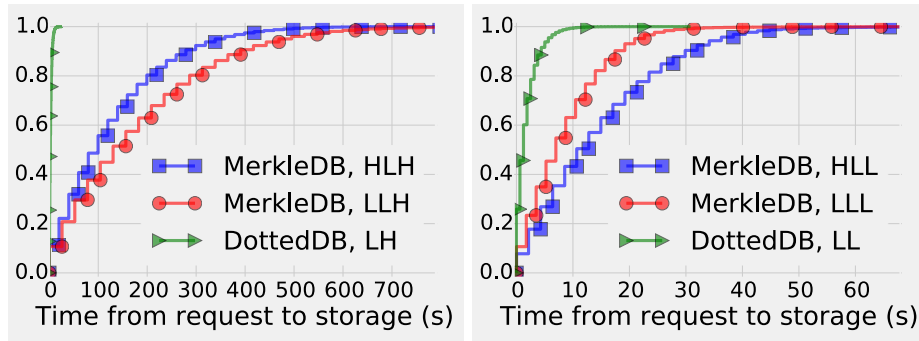 1.0
0.8
0.6
0.4
0.2
0.0
MerkleDB, HLH
MerkleDB, LLH
DottedDB, LH
0 100 200 300 400 500 600 700
Time from request to storage (s)
1.0
0.8
0.6
0.4
0.2
0.0
MerkleDB, HLL
MerkleDB, LLL
DottedDB, LL
0 10 20 30 40 50 60
Time from request to storage (s)